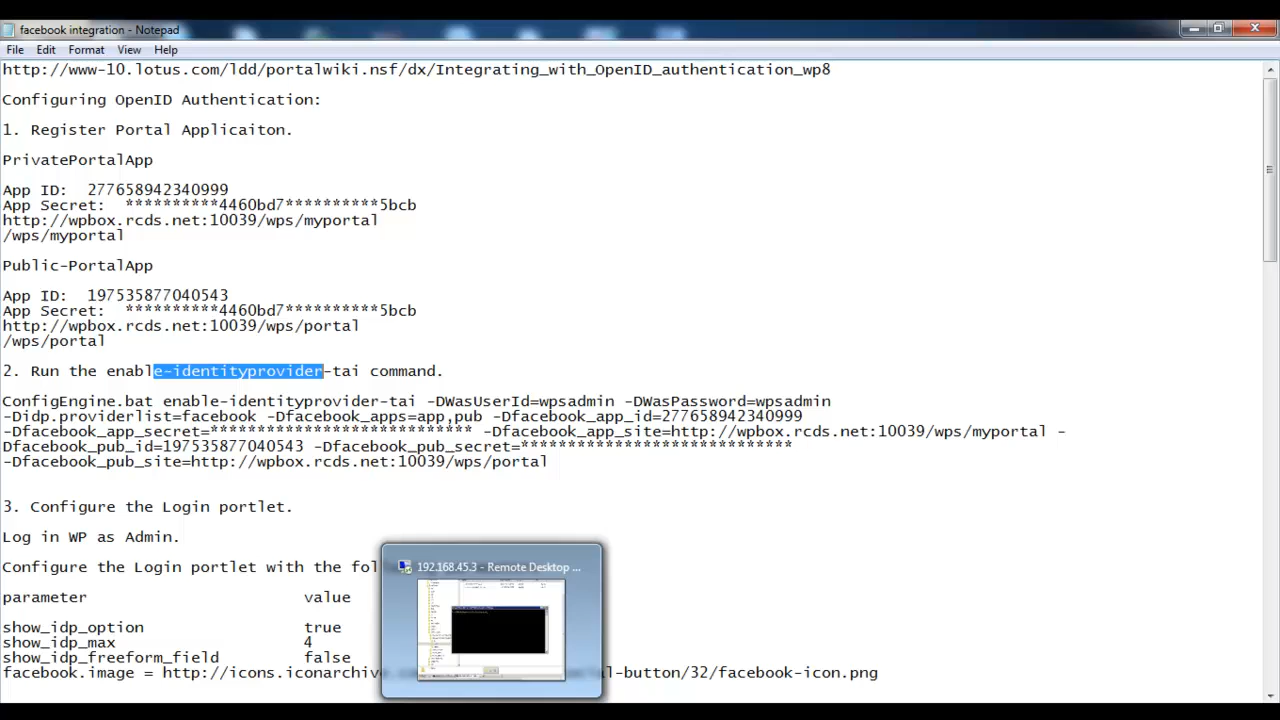 facebook integration - Notepad
File Edit Format View Help
http://www-10.lotus.com/ldd/portalwiki.nsf/dx/Integrating_with_OpenID_authentication_wp8
Configuring OpenID Authentication:
1. Register Portal Applicaiton.
PrivatePortalApp
App ID: 277658942340999
App Secret: **********4460bd7**********5bcb
http://wpbox.rcds.net:10039/wps/myportal
/wps/myportal
Public-PortalApp
App ID: 197535877040543
App Secret: **********4460bd7**********5bcb
http://wpbox.rcds.net:10039/wps/portal
/wps/portal
2. Run the enable-identityprovider-tai command.
ConfigEngine.bat enable-identityprovider-tai -DWasUserId=wpsadmin -DWasPassword=wpsadmin
-Didp.providerlist=facebook -Dfacebook_apps=app,pub -Dfacebook_app_id=277658942340999
-Dfacebook_app_secret=**************************** -Dfacebook_app_site=http://wpbox.rcds.net:10039/wps/myportal -
Dfacebook_pub_id=197535877040543 -Dfacebook_pub_secret=*****************************
-Dfacebook_pub_site=http://wpbox.rcds.net:10039/wps/portal
3. Configure the Login portlet.
Log in WP as Admin.
Configure the Login portlet with the fol
192.168.45.3 - Remote Desktop ...
parameter value
show_idp_option true
show_idp_max 4
show_idp_freeform_field false
facebook.image = http://icons.iconarchive al-button/32/facebook-icon.png